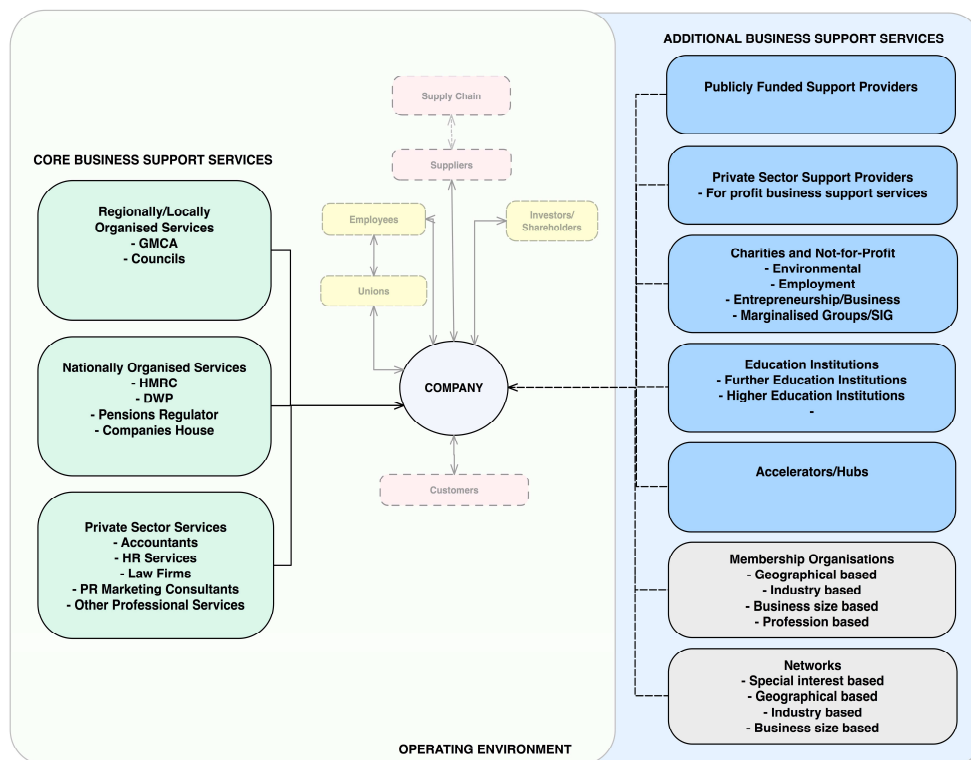 CORE BUSINESS SUPPORT SERVICES
Regionally/Locally
Organised Services
- GMCA
- Councils
Nationally Organised Services
- HMRC
- DWP
- Pensions Regulator
- Companies House
Private Sector Services
- Accountants
- HR Services
- Law Firms
- PR Marketing Consultants
- Other Professional Services
Supply Chain
Suppliers
Employees
Investors/
Shareholders
Unions
COMPANY
Customers
OPERATING ENVIRONMENT
ADDITIONAL BUSINESS SUPPORT SERVICES
Publicly Funded Support Providers
Private Sector Support Providers
- For profit business support services
Charities and Not-for-Profit
- Environmental
- Employment
- Entrepreneurship/Business
- Marginalised Groups/SIG
Education Institutions
- Further Education Institutions
- Higher Education Institutions
-
Accelerators/Hubs
Membership Organisations
- Geographical based
- Industry based
- Business size based
- Profession based
Networks
- Special interest based
- Geographical based
- Industry based
- Business size based